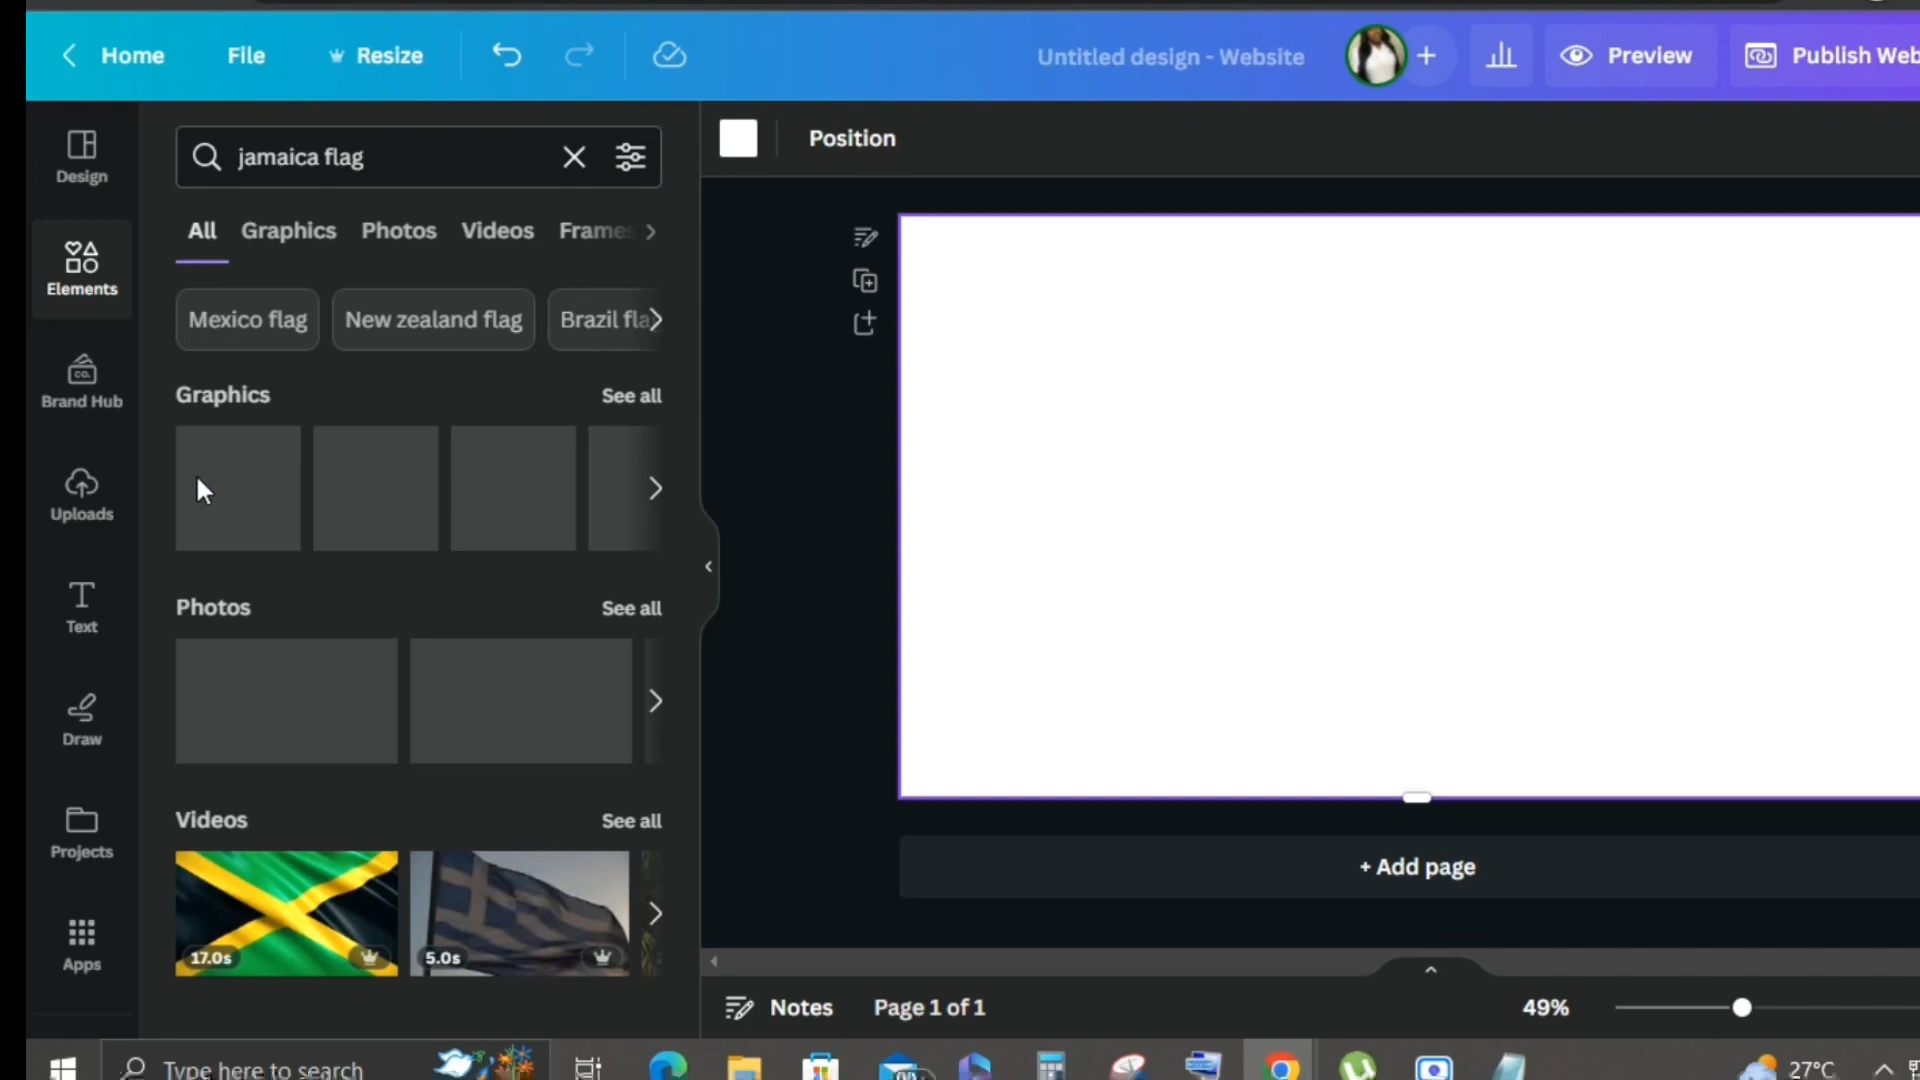 Home
File
Resize
Untitled design - Website
Preview
Publish Web
Design
jamaica flag
Position
All
Graphics
Photos
Videos
Frames
Elements
Mexico flag
New zealand flag
Brazil fla
Brand Hub
CO.
Graphics
See all
Uploads
Text
Photos
See all
Draw
Projects
Videos
See all
17.0s
5.0s
+ Add page
Apps
Notes
Page 1 of 1
49%
Type here to search
27°C